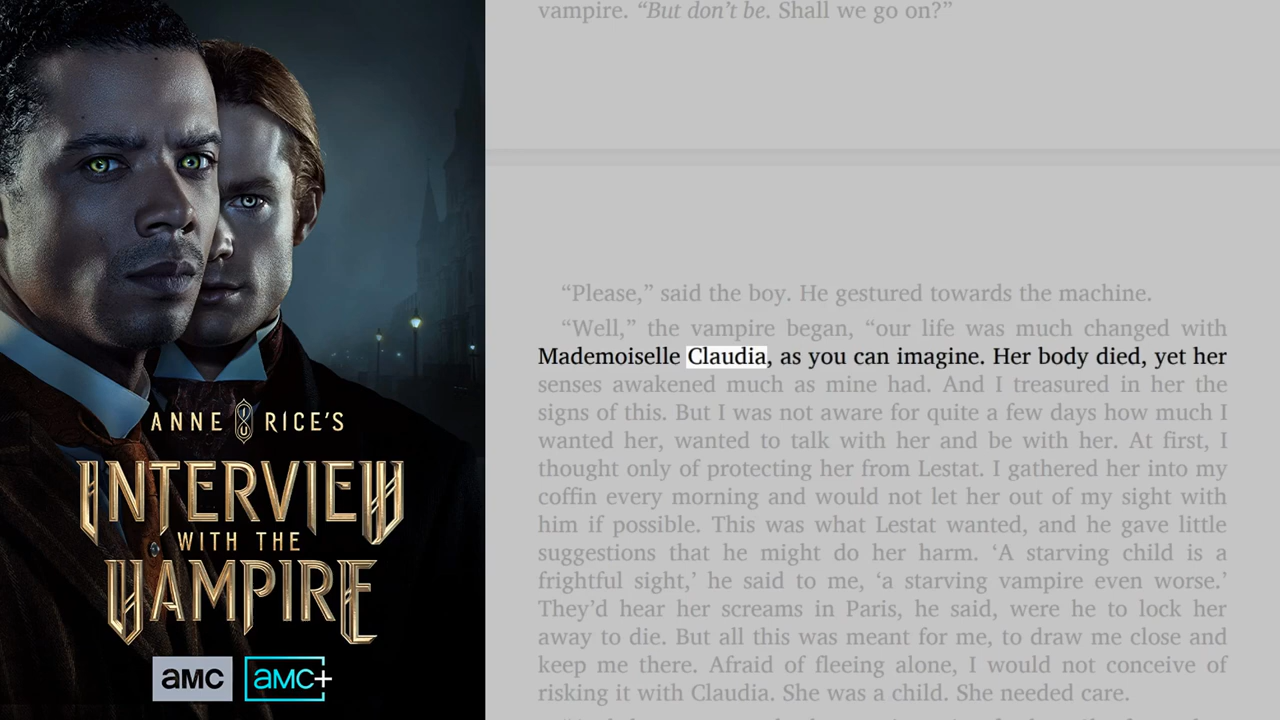 ANNE RICE'S
INTERVIEW
WITH THE
VAMPIRE
aMC
aMC+
vampire. “But don’t be. Shall we go on?”
“Please,” said the boy. He gestured towards the machine.
“Well,” the vampire began, “our life was much changed with
Mademoiselle Claudia, as you can imagine. Her body died, yet her
senses awakened much as mine had. And I treasured in her the
signs of this. But I was not aware for quite a few days how much I
wanted her, wanted to talk with her and be with her. At first, I
thought only of protecting her from Lestat. I gathered her into my
coffin every morning and would not let her out of my sight with
him if possible. This was what Lestat wanted, and he gave little
suggestions that he might do her harm. ‘A starving child is a
frightful sight,’ he said to me, ‘a starving vampire even worse.’
They’d hear her screams in Paris, he said, were he to lock her
away to die. But all this was meant for me, to draw me close and
keep me there. Afraid of fleeing alone, I would not conceive of
risking it with Claudia. She was a child. She needed care.